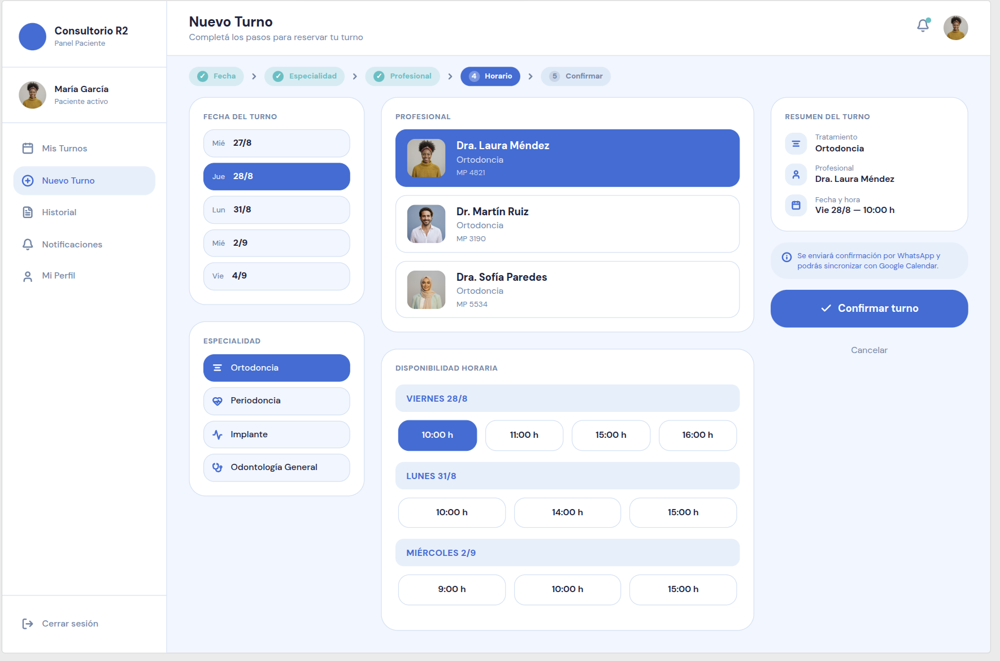 Consultorio R2
Panel Paciente
María García
Paciente activo
Mis Turnos
Nuevo Turno
Historial
Notificaciones
Mi Perfil
Cerrar sesión
Nuevo Turno
Completá los pasos para reservar tu turno
Fecha
Especialidad
Profesional
4 Horario
5 Confirmar
FECHA DEL TURNO
Mié 27/8
Jue 28/8
Lun 31/8
Mié 2/9
Vie 4/9
ESPECIALIDAD
Ortodoncia
Periodoncia
Implante
Odontología General
PROFESIONAL
Dra. Laura Méndez
Ortodoncia
MP 4821
Dr. Martín Ruiz
Ortodoncia
MP 3190
Dra. Sofía Paredes
Ortodoncia
MP 5534
DISPONIBILIDAD HORARIA
VIERNES 28/8
10:00 h 11:00 h 15:00 h 16:00 h
LUNES 31/8
10:00 h 14:00 h 15:00 h
MIÉRCOLES 2/9
9:00 h 10:00 h 15:00 h
RESUMEN DEL TURNO
Tratamiento
Ortodoncia
Profesional
Dra. Laura Méndez
Fecha y hora
Vie 28/8 — 10:00 h
Se enviará confirmación por WhatsApp y
podrás sincronizar con Google Calendar.
Confirmar turno
Cancelar